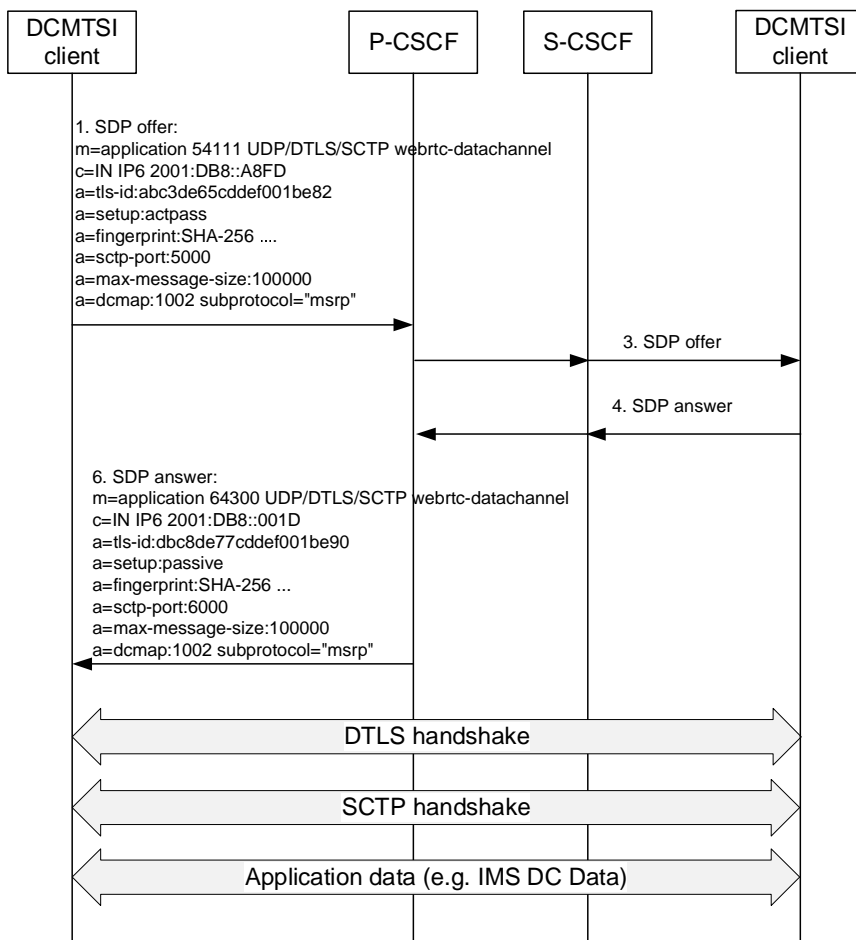 DCMTSI
client
P-CSCF
S-CSCF
DCMTSI
client
1. SDP offer:
m=application 54111 UDP/DTLS/SCTP webrtc-datachannel
c=IN IP6 2001:DB8::A8FD
a=tls-id:abc3de65cddef001be82
a=setup:actpass
a=fingerprint:SHA-256 ....
a=sctp-port:5000
a=max-message-size:100000
a=dcmap:1002 subprotocol="msrp"
3. SDP offer
4. SDP answer
6. SDP answer:
m=application 64300 UDP/DTLS/SCTP webrtc-datachannel
c=IN IP6 2001:DB8::001D
a=tls-id:dbc8de77cddef001be90
a=setup:passive
a=fingerprint:SHA-256 ...
a=sctp-port:6000
a=max-message-size:100000
a=dcmap:1002 subprotocol="msrp"
DTLS handshake
SCTP handshake
Application data (e.g. IMS DC Data)